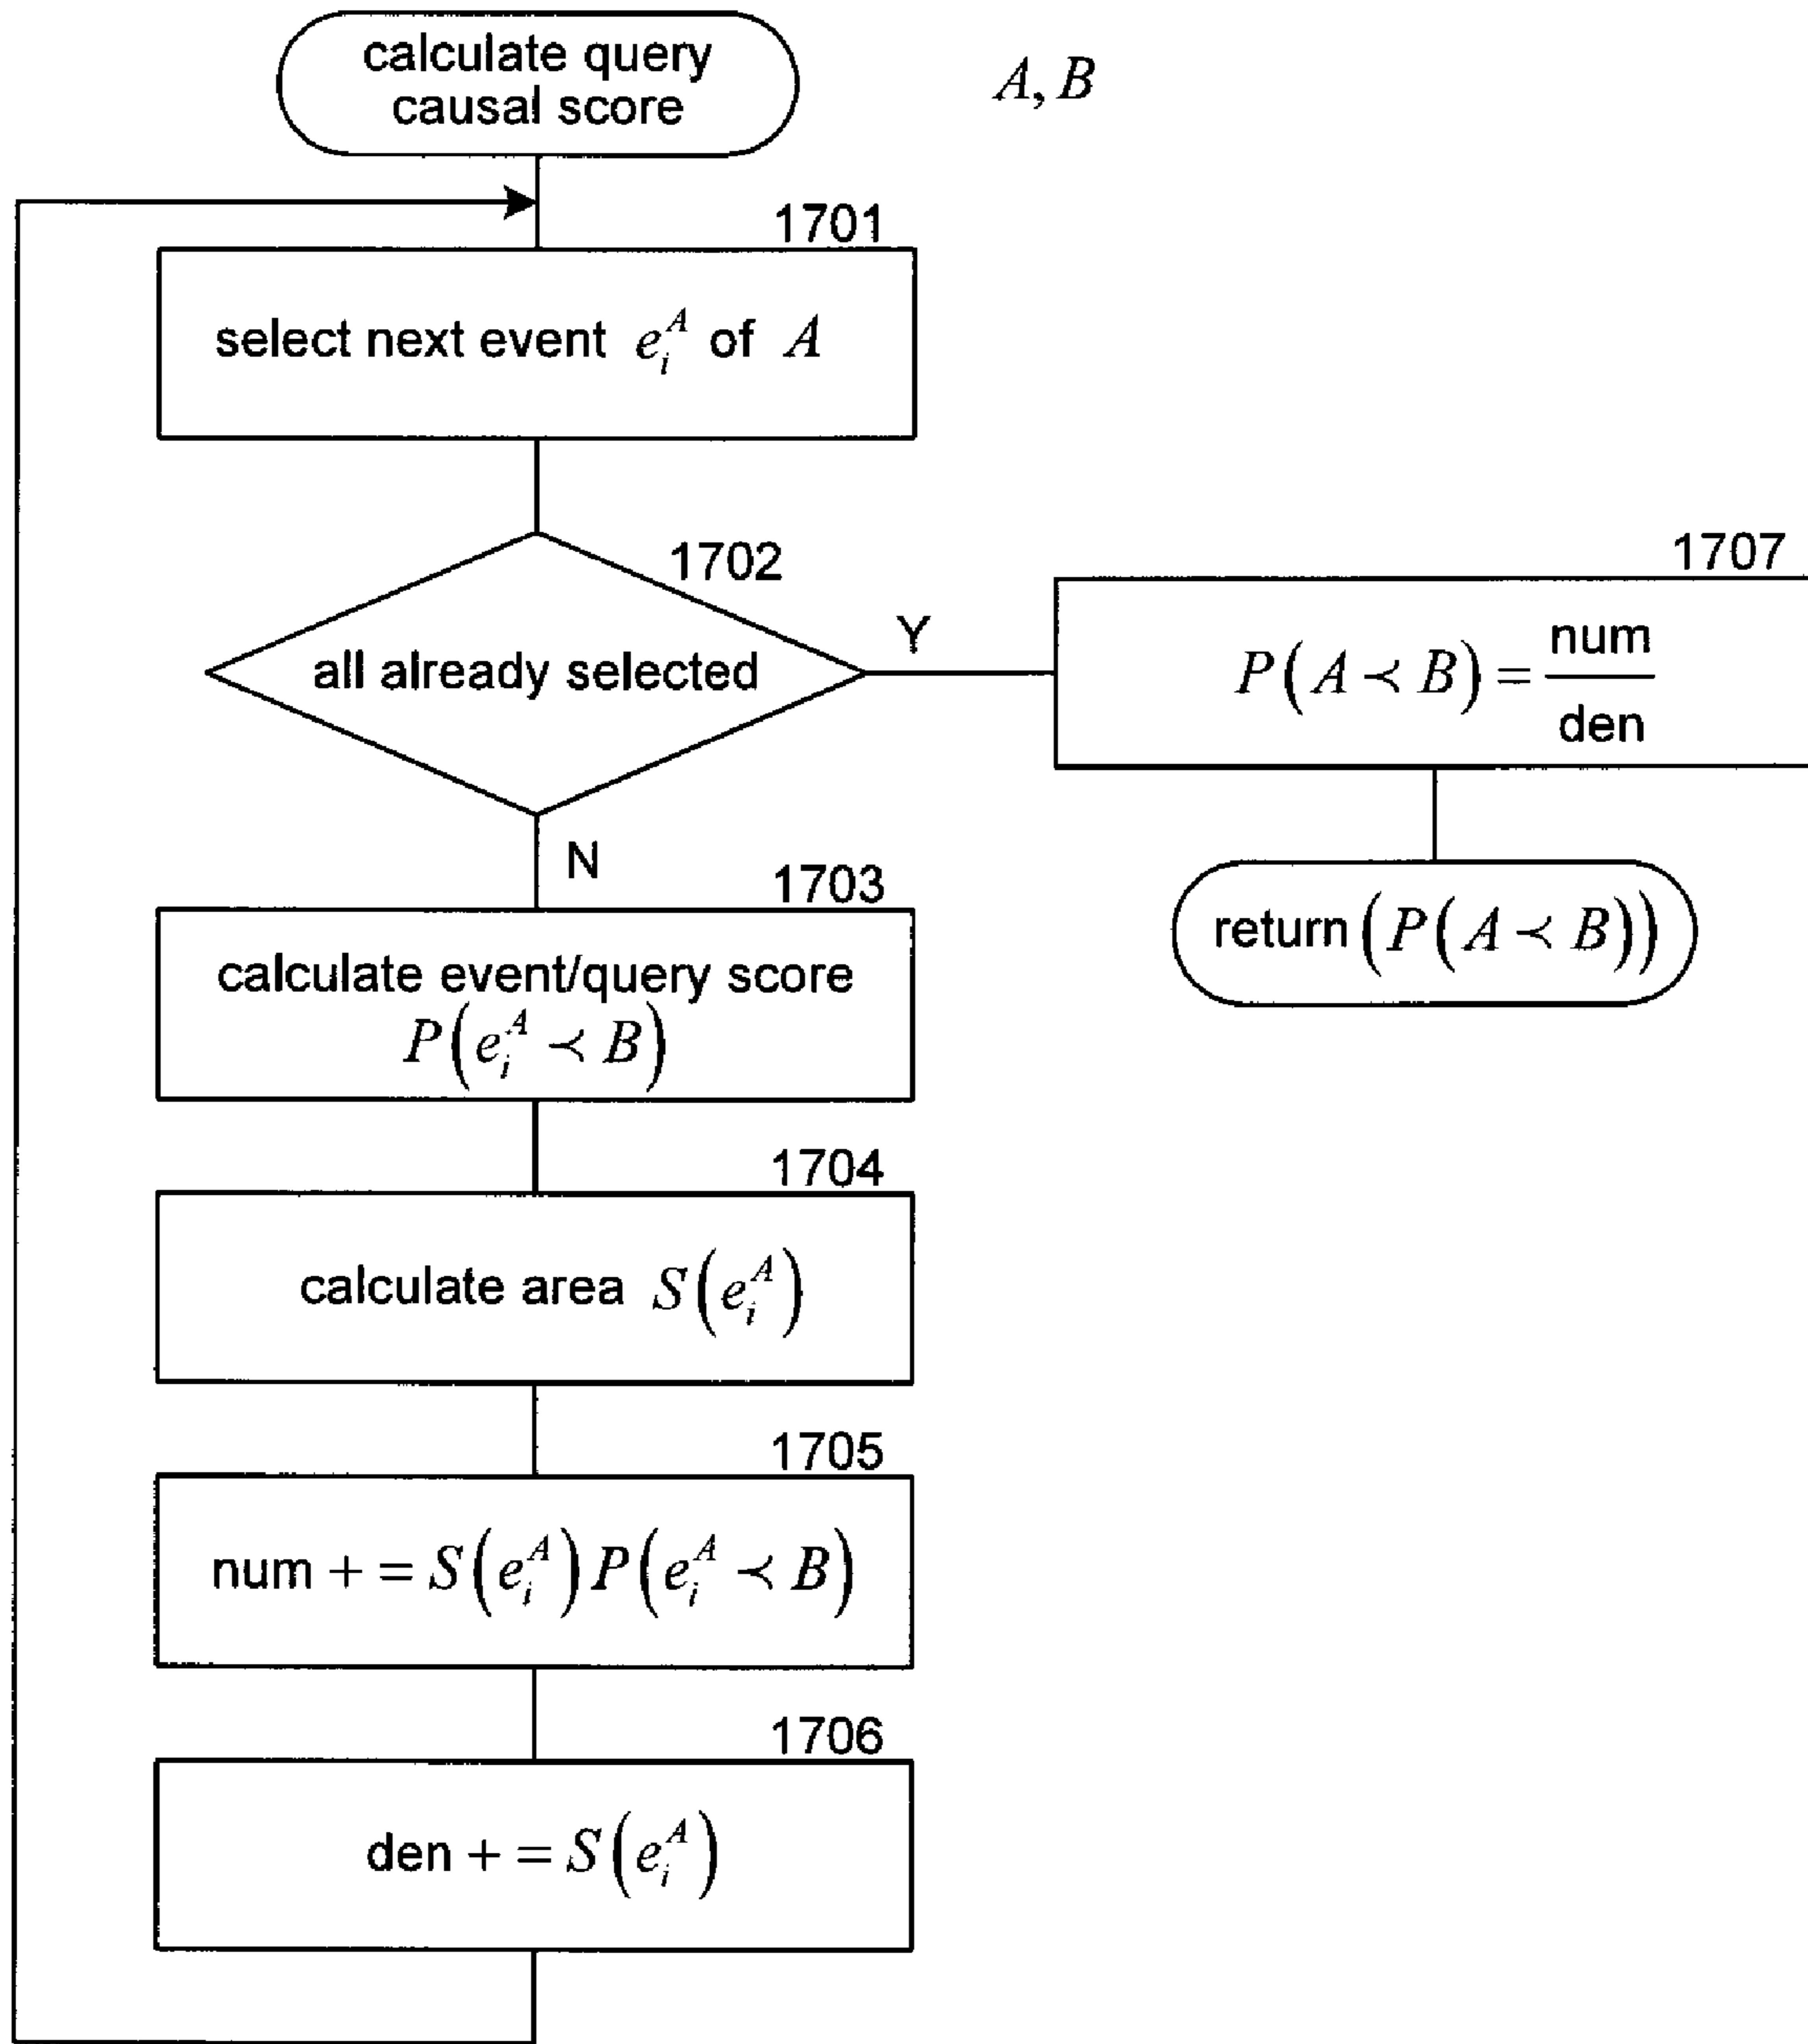 calculate query
causal score
A, B
1701
select next event e_i^A of A
1702
all already selected
Y
N
1707
P(A ≺ B) = num
den
return (P(A ≺ B))
1703
calculate event/query score
P(e_i^A ≺ B)
1704
calculate area S(e_i^A)
1705
num + = S(e_i^A) P(e_i^A ≺ B)
1706
den + = S(e_i^A)